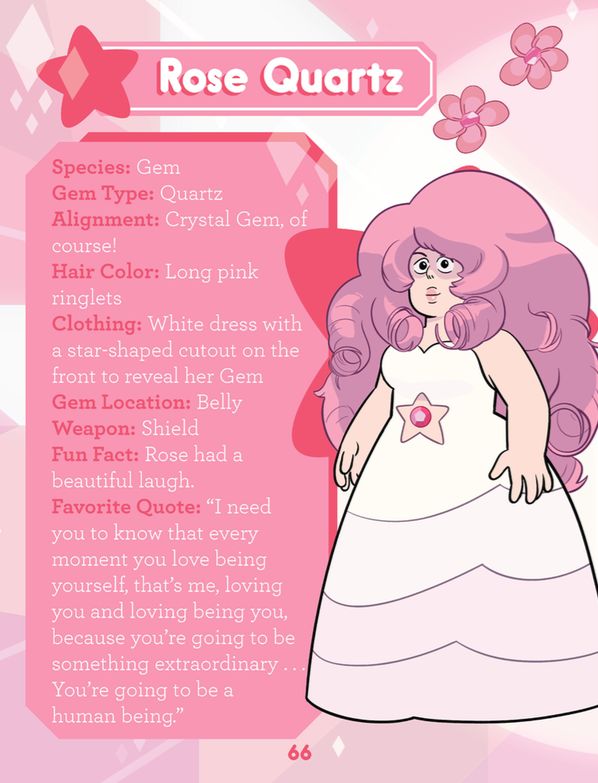 Rose Quartz
Species: Gem
Gem Type: Quartz
Alignment: Crystal Gem, of
course!
Hair Color: Long pink
ringlets
Clothing: White dress with
a star-shaped cutout on the
front to reveal her Gem
Gem Location: Belly
Weapon: Shield
Fun Fact: Rose had a
beautiful laugh.
Favorite Quote: “I need
you to know that every
moment you love being
yourself, that’s me, loving
you and loving being you,
because you’re going to be
something extraordinary . . .
You’re going to be a
human being.”
66